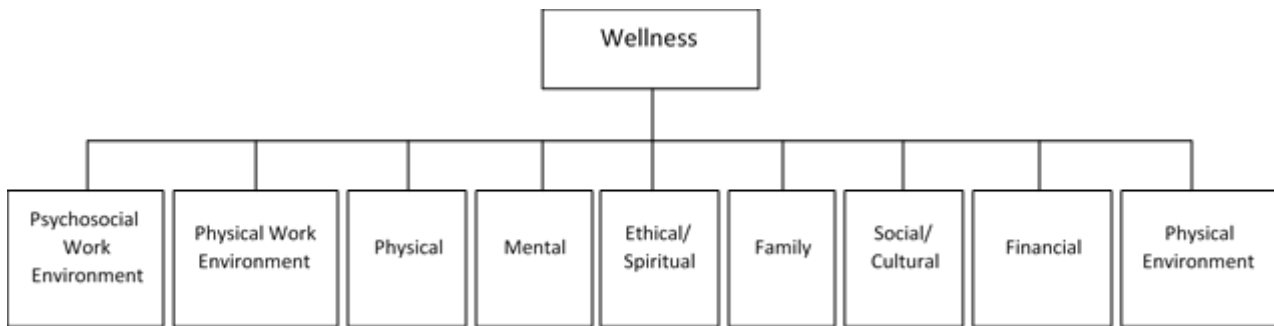 Wellness
Psychosocial
Work
Environment
Physical Work
Environment
Physical
Mental
Ethical/
Spiritual
Family
Social/
Cultural
Financial
Physical
Environment